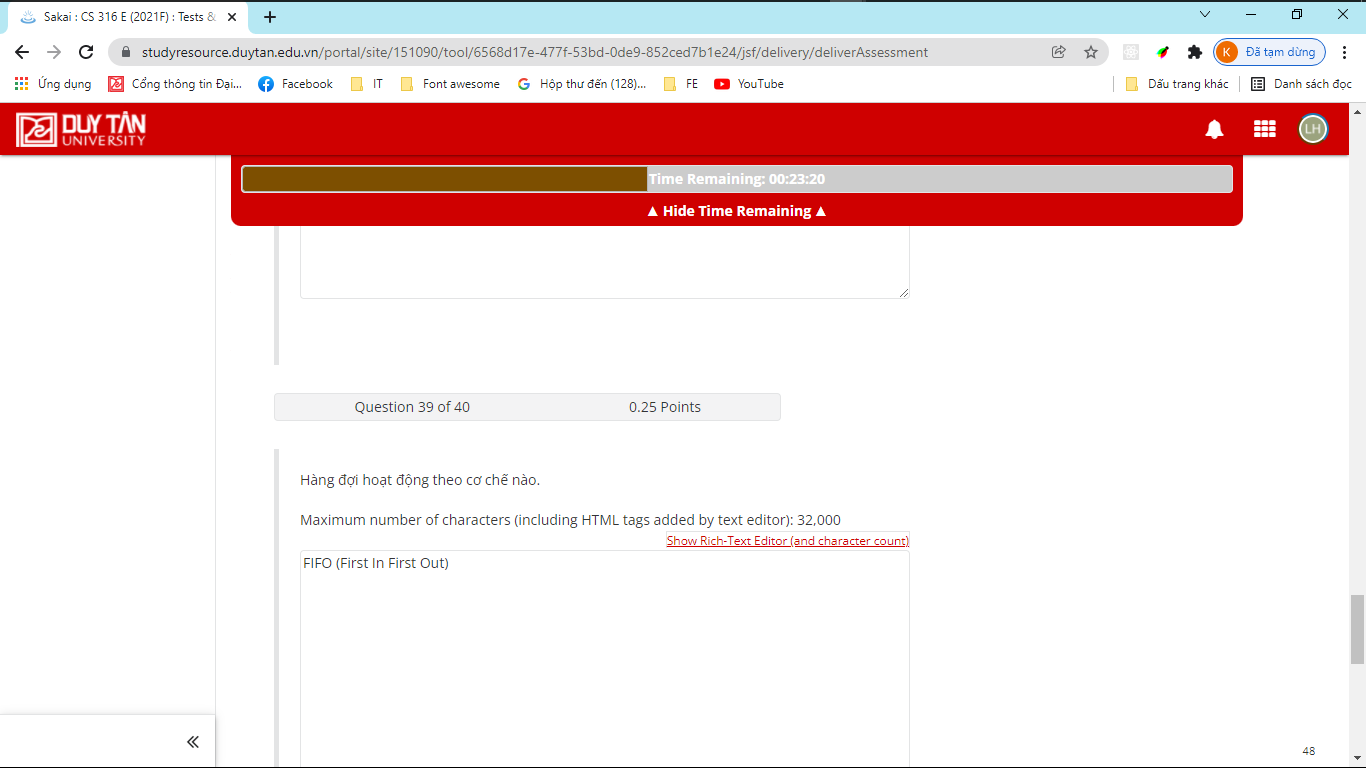 Sakai : CS 316 E (2021F) : Tests &
studyresource.duytan.edu.vn/portal/site/151090/tool/6568d17e-477f-53bd-0de9-852ced7b1e24/jsf/delivery/deliverAssessment
K Đã tạm dừng
Ứng dụng Cổng thông tin Đại... Facebook IT Font awesome Hộp thư đến (128)... FE YouTube Dấu trang khác Danh sách đọc
DUY TÂN
UNIVERSITY
LH
Time Remaining: 00:23:20
▲ Hide Time Remaining ▲
Question 39 of 40 0.25 Points
Hàng đợi hoạt động theo cơ chế nào.
Maximum number of characters (including HTML tags added by text editor): 32,000
Show Rich-Text Editor (and character count)
FIFO (First In First Out)
48